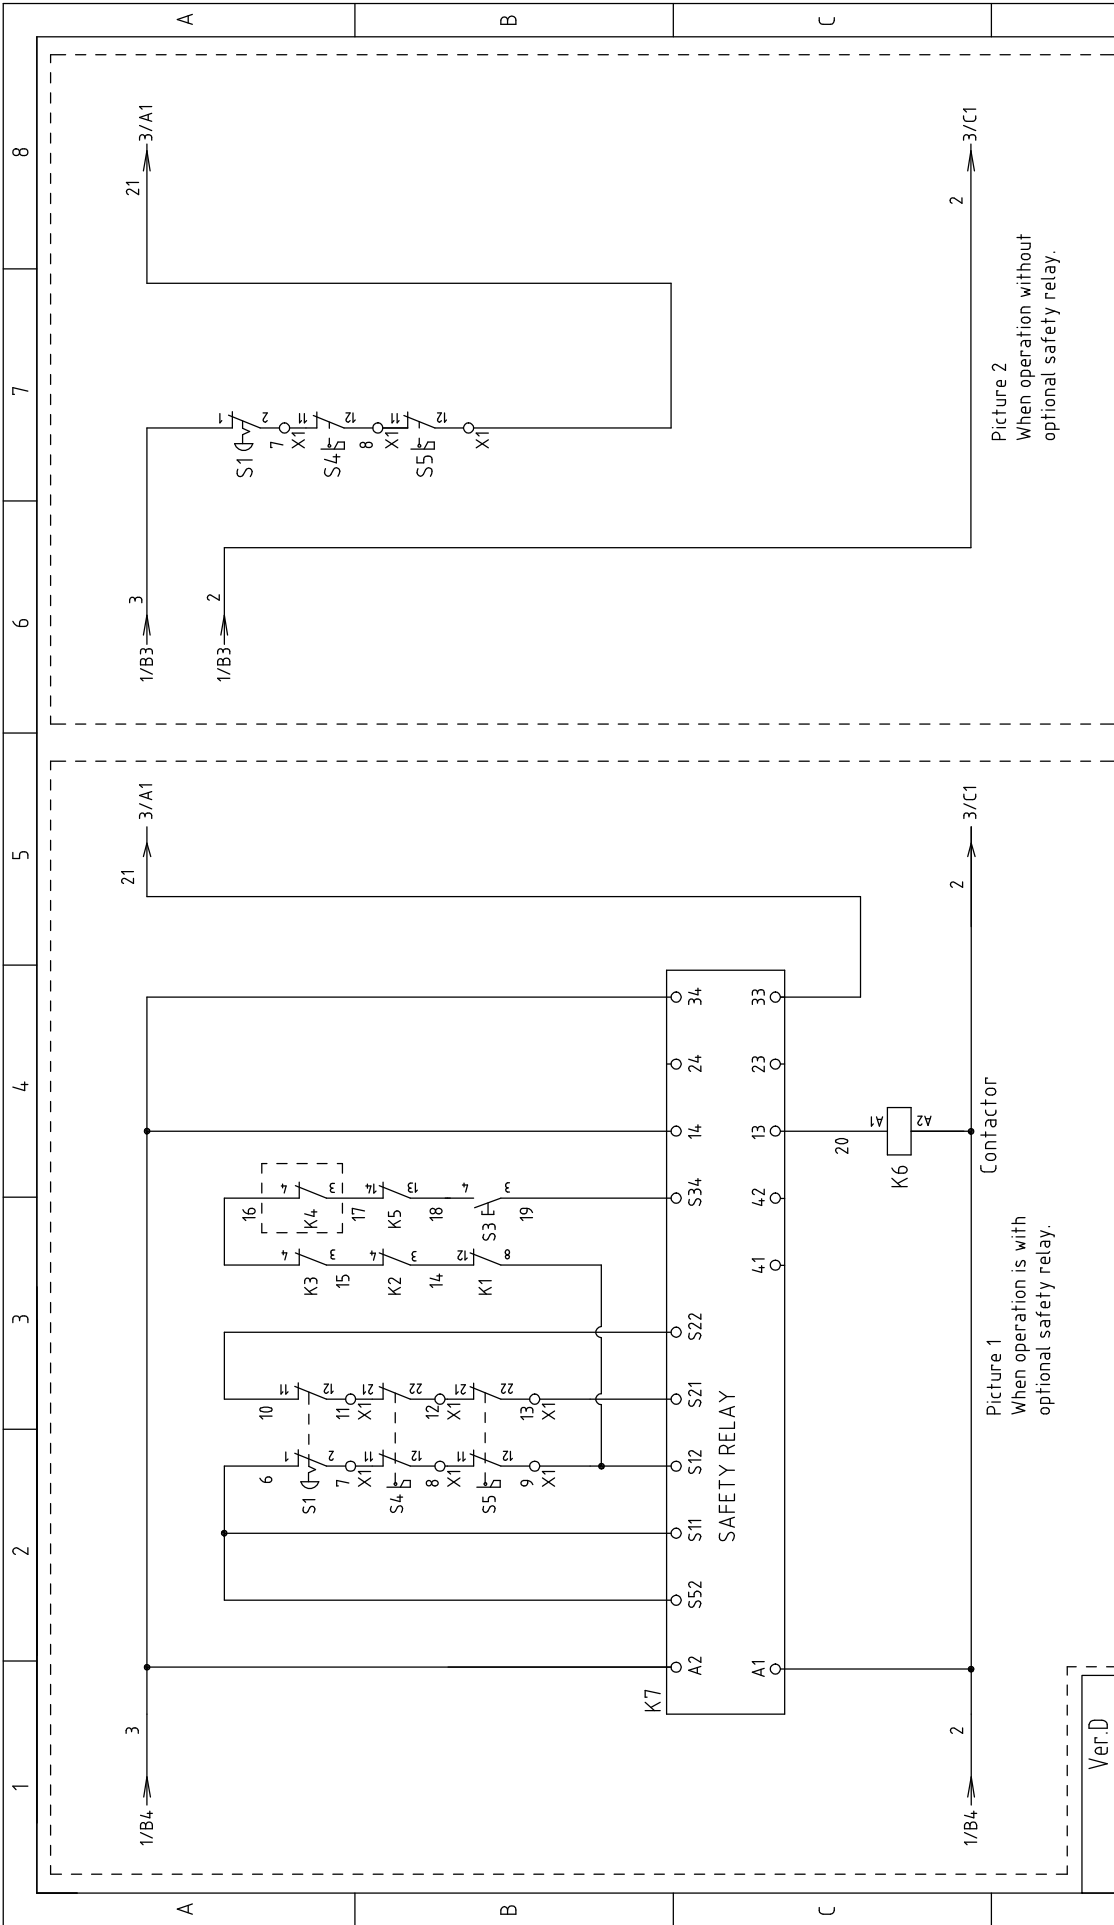 1 2 3 4 5 6 7 8
A
B
C
A
B
C
1/B4 3
21 3/A1
6
S1
1 2
7 X1
S4
11 12
8 X1
S5
11 12
9 X1
10
11 12
11 X1
21 22
12 X1
21 22
13 X1
K3
4 3
15
K2
4 3
14
K1
12 8
16
K4
4 3
17
K5
14 13
18
S3
4 3
19
K7
A2 S52 S11 S12 S21 S22 S34 14 24 34
SAFETY RELAY
A1 41 42 13 23 33
20
K6
A1
A2
1/B4 2
2 3/C1
Contactor
Picture 1
When operation is with
optional safety relay.
1/B3 3
1/B3 2
21 3/A1
S1
1 2
7 X1
S4
11 12
8 X1
S5
11 12
X1
2 3/C1
Picture 2
When operation without
optional safety relay.
Ver.D